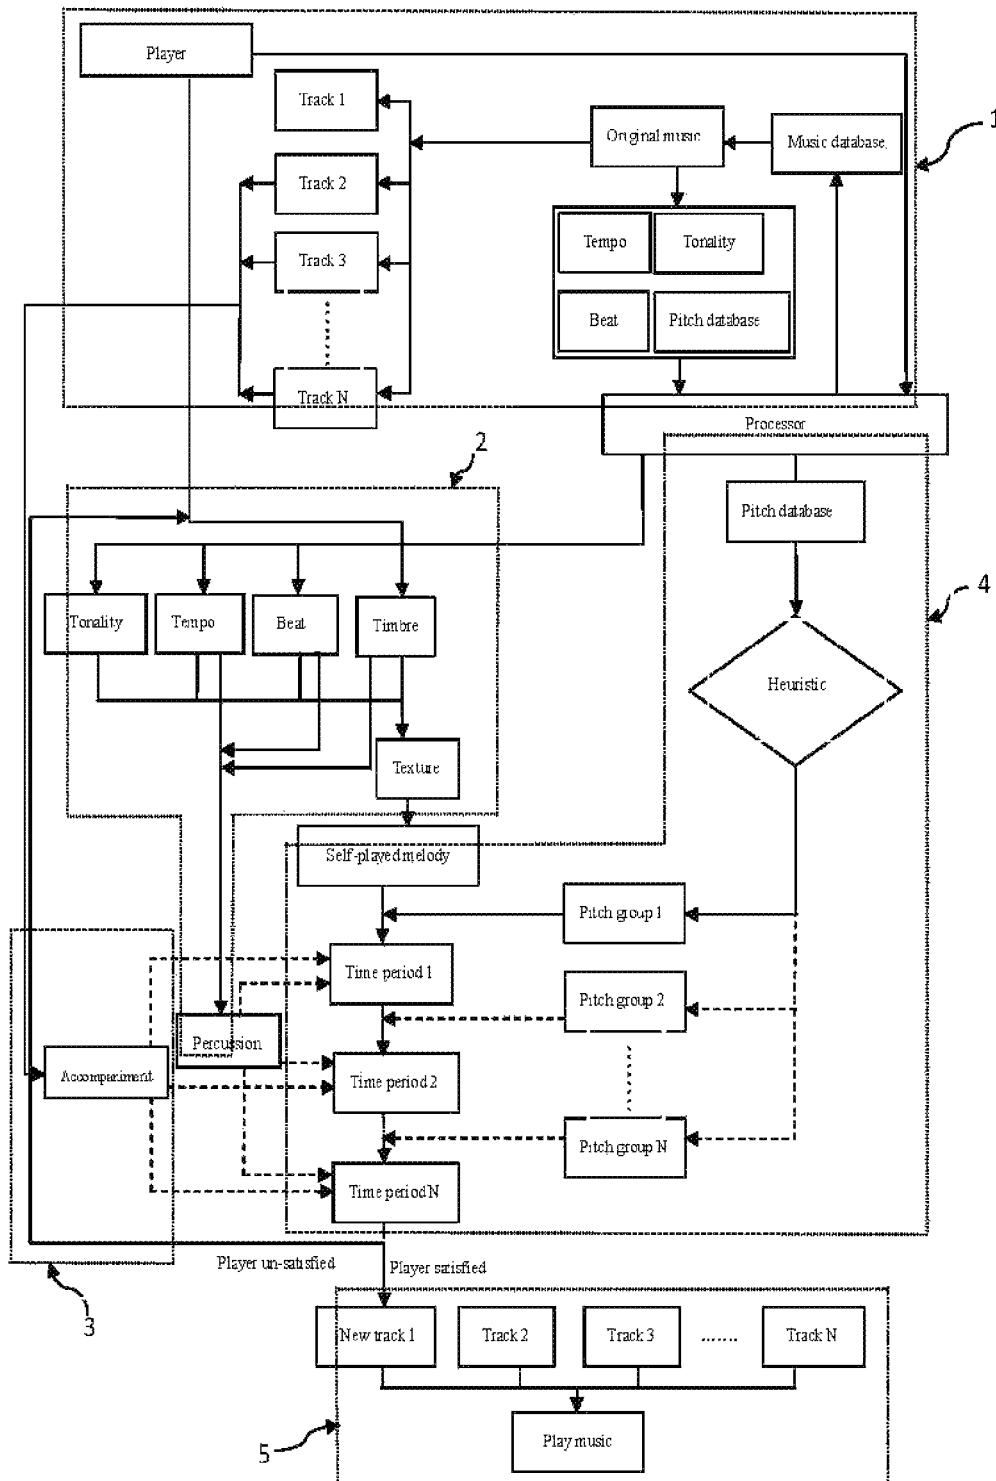 Player
Track 1
Original music
Music database.
1
Track 2
Tempo
Tonality
Track 3
Beat
Pitch database
Track N
Processor
2
Pitch database
4
Tonality
Tempo
Beat
Timbre
Heuristic
Texture
Self-played melody
Pitch group 1
Time period 1
Pitch group 2
Percussion
Accompaniment
Time period 2
Pitch group N
Time period N
Player un-satisfied
Player satisfied
3
New track 1
Track 2
Track 3
.......
Track N
5
Play music